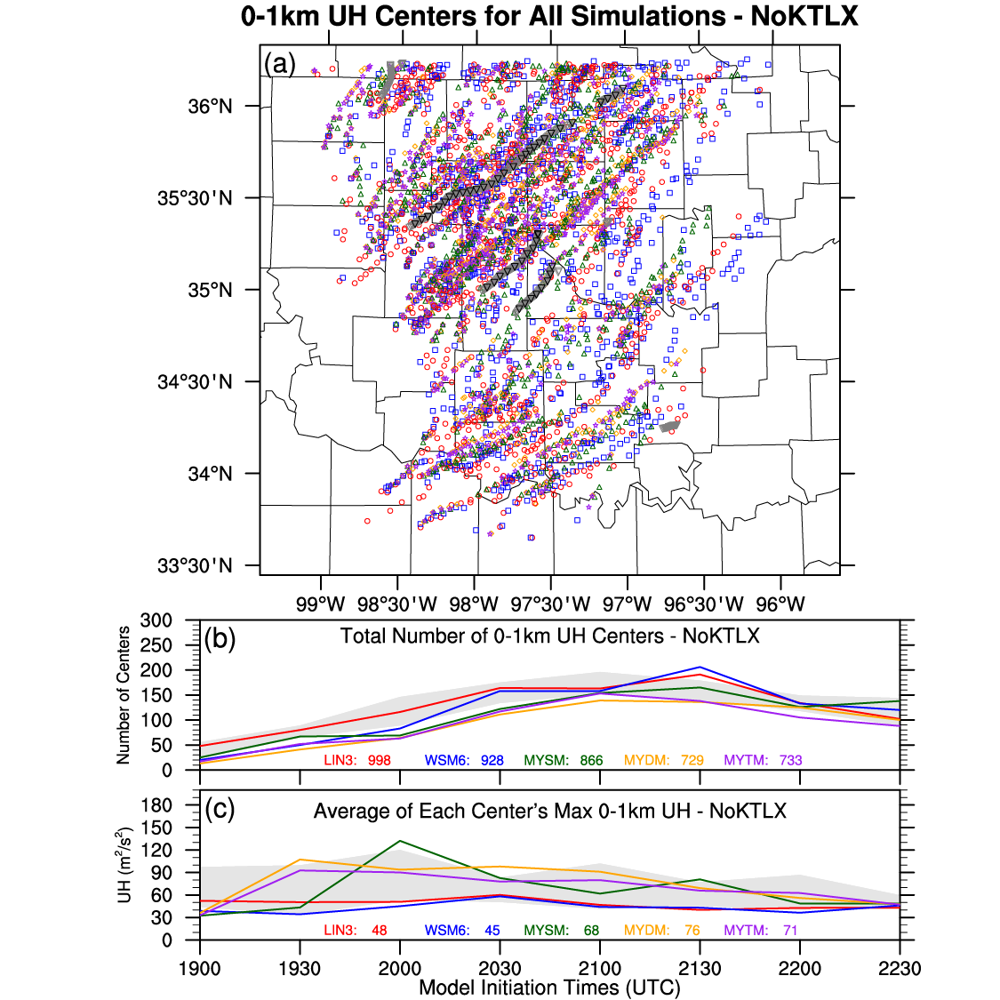 0-1km UH Centers for All Simulations - NoKTLX
(a)
36°N
35°30'N
35°N
34°30'N
34°N
33°30'N
99°W 98°30'W 98°W 97°30'W 97°W 96°30'W 96°W
(b)
Total Number of 0-1km UH Centers - NoKTLX
Number of Centers
300
250
200
150
100
50
0
LIN3: 998 WSM6: 928 MYSM: 866 MYDM: 729 MYTM: 733
(c)
Average of Each Center's Max 0-1km UH - NoKTLX
UH (m²/s²)
180
150
120
90
60
30
0
LIN3: 48 WSM6: 45 MYSM: 68 MYDM: 76 MYTM: 71
1900 1930 2000 2030 2100 2130 2200 2230
Model Initiation Times (UTC)